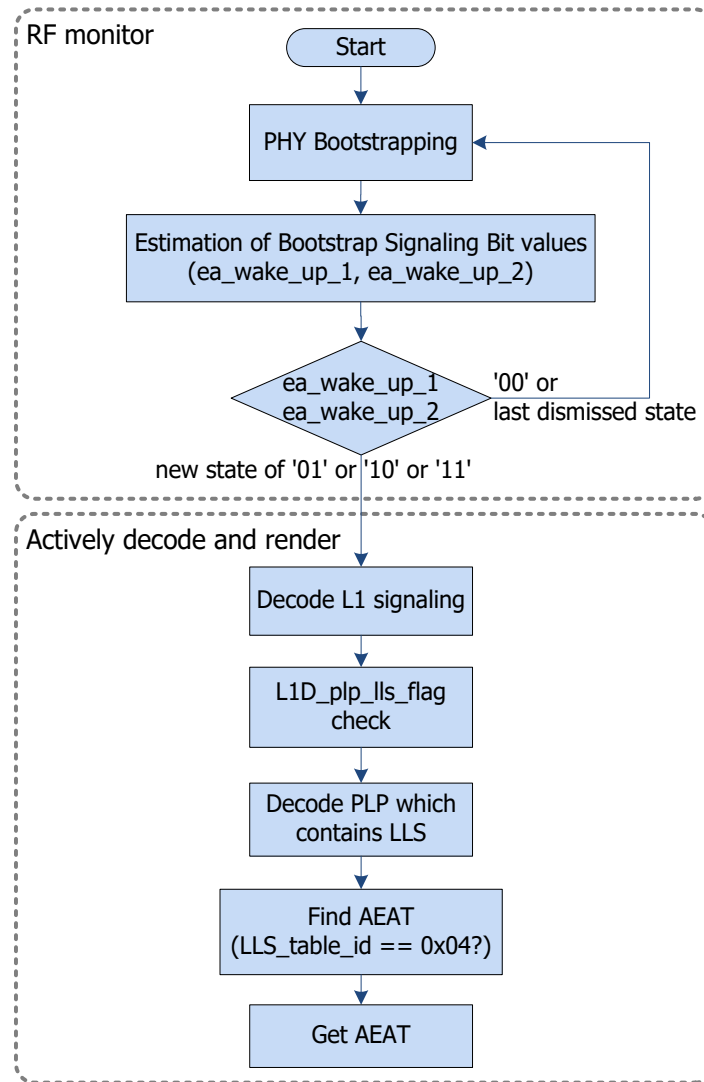 RF monitor
Start
PHY Bootstrapping
Estimation of Bootstrap Signaling Bit values
(ea_wake_up_1, ea_wake_up_2)
ea_wake_up_1
ea_wake_up_2
'00' or
last dismissed state
new state of '01' or '10' or '11'
Actively decode and render
Decode L1 signaling
L1D_plp_lls_flag
check
Decode PLP which
contains LLS
Find AEAT
(LLS_table_id == 0x04?)
Get AEAT